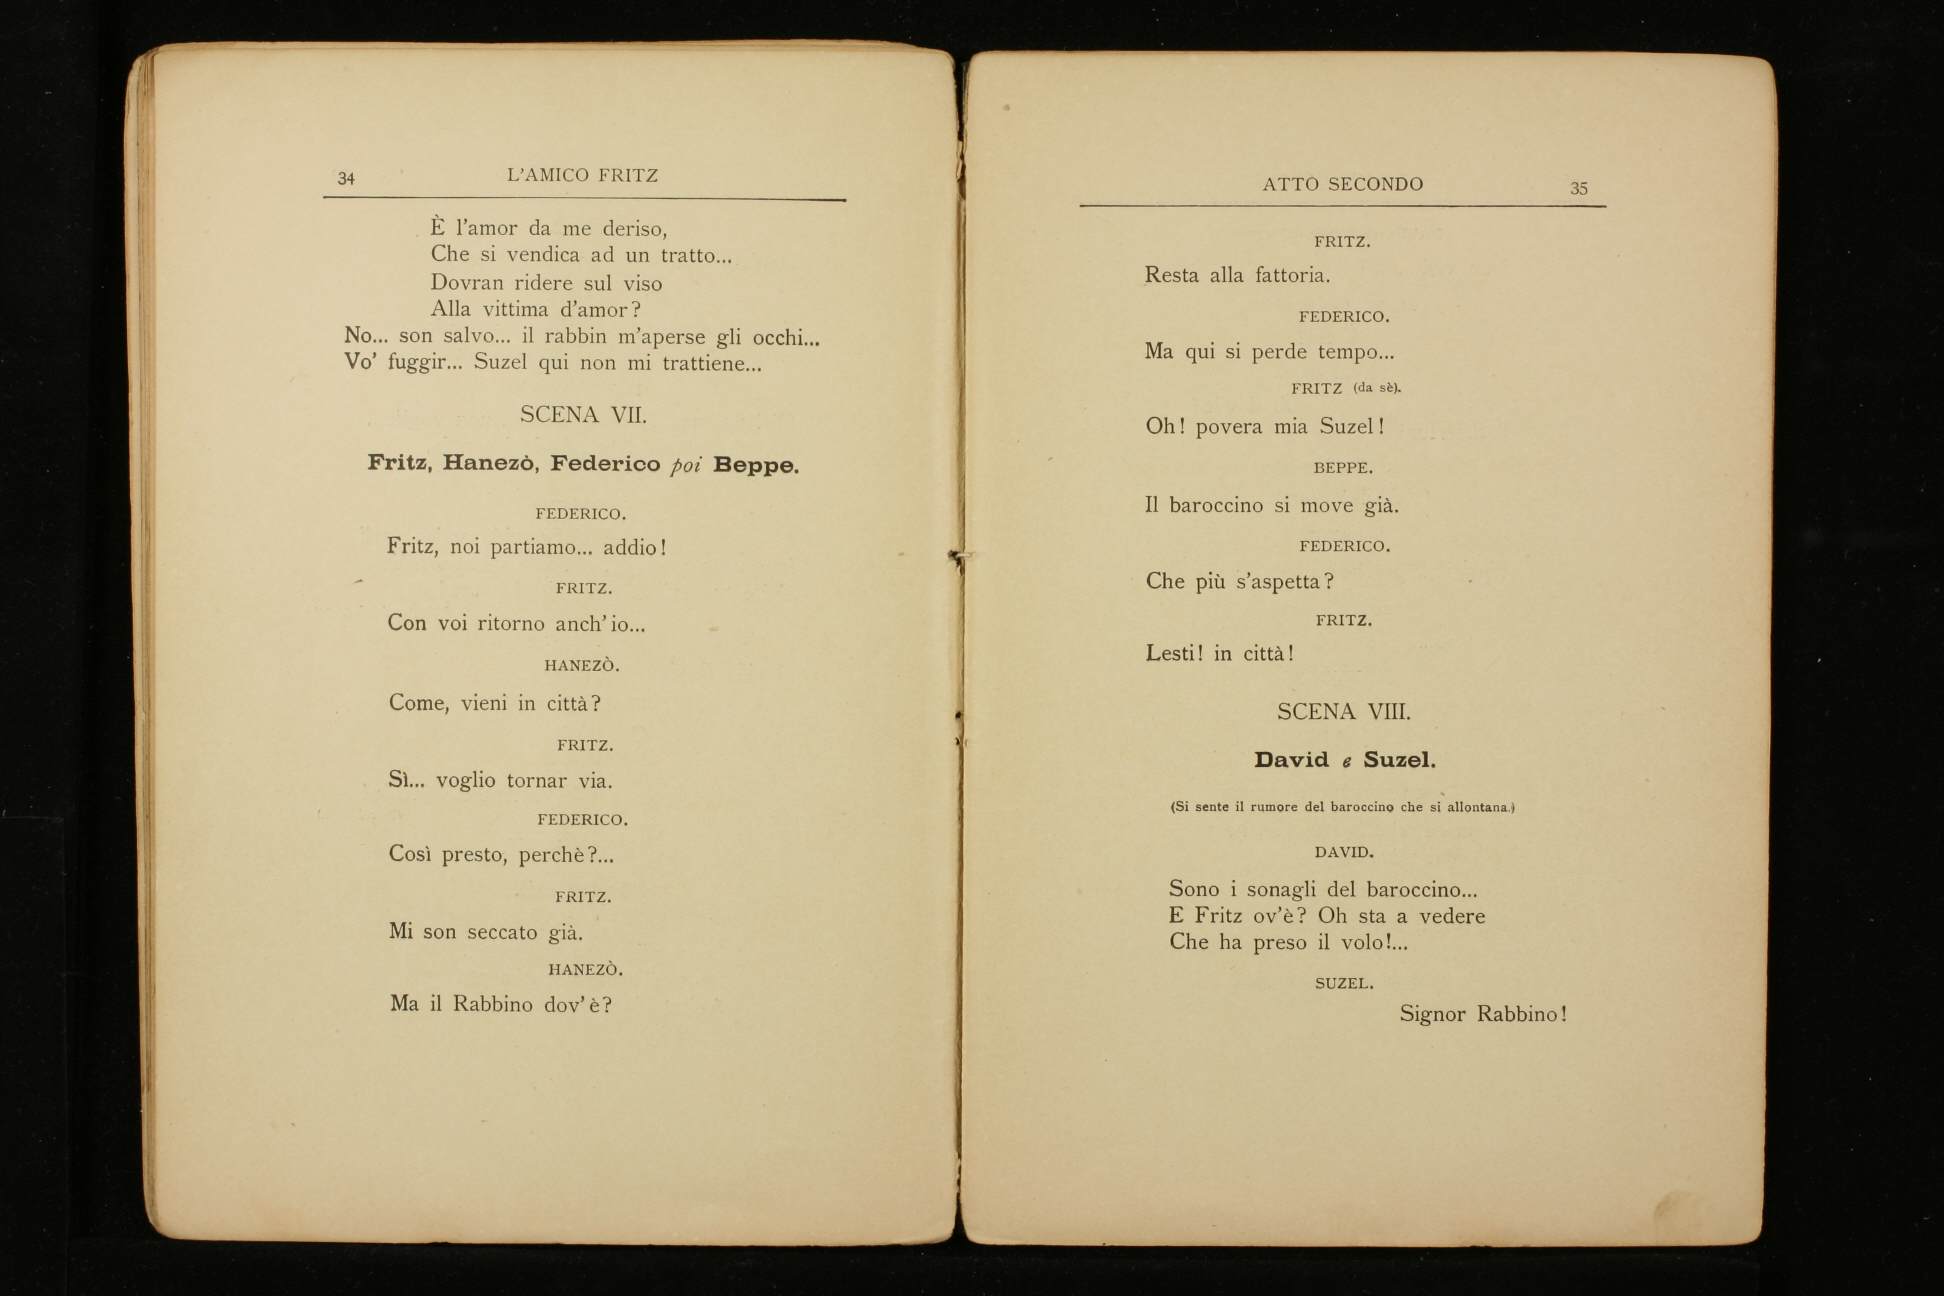 34
L'AMICO FRITZ
È l'amor da me deriso,
Che si vendica ad un tratto...
Dovran ridere sul viso
Alla vittima d'amor?
No... son salvo... il rabbin m'aperse gli occhi...
Vo' fuggir... Suzel qui non mi trattiene...
SCENA VII.
Fritz, Hanezò, Federico poi Beppe.
FEDERICO.
Fritz, noi partiamo... addio!
FRITZ.
Con voi ritorno anch'io...
HANEZÒ.
Come, vieni in città?
FRITZ.
Sì... voglio tornar via.
FEDERICO.
Così presto, perchè?...
FRITZ.
Mi son seccato già.
HANEZÒ.
Ma il Rabbino dov'è?
ATTO SECONDO
35
FRITZ.
Resta alla fattoria.
FEDERICO.
Ma qui si perde tempo...
FRITZ (da sè).
Oh! povera mia Suzel!
BEPPE.
Il baroccino si move già.
FEDERICO.
Che più s'aspetta?
FRITZ.
Lesti! in città!
SCENA VIII.
David e Suzel.
(Si sente il rumore del baroccino che si allontana.)
DAVID.
Sono i sonagli del baroccino...
E Fritz ov'è? Oh sta a vedere
Che ha preso il volo!...
SUZEL.
Signor Rabbino!